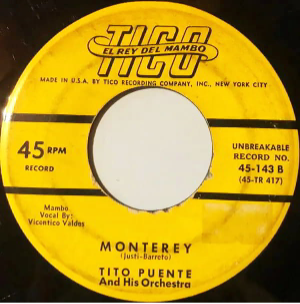 TICO
EL REY DEL MAMBO
MADE IN U.S.A. BY TICO RECORDING COMPANY, INC., NEW YORK CITY
45 RPM
RECORD
UNBREAKABLE
RECORD NO.
45-143 B
(45-TR 417)
Mambo
Vocal By:
Vicentico Valdes
MONTEREY
(Justi-Barreto)
TITO PUENTE
And His Orchestra